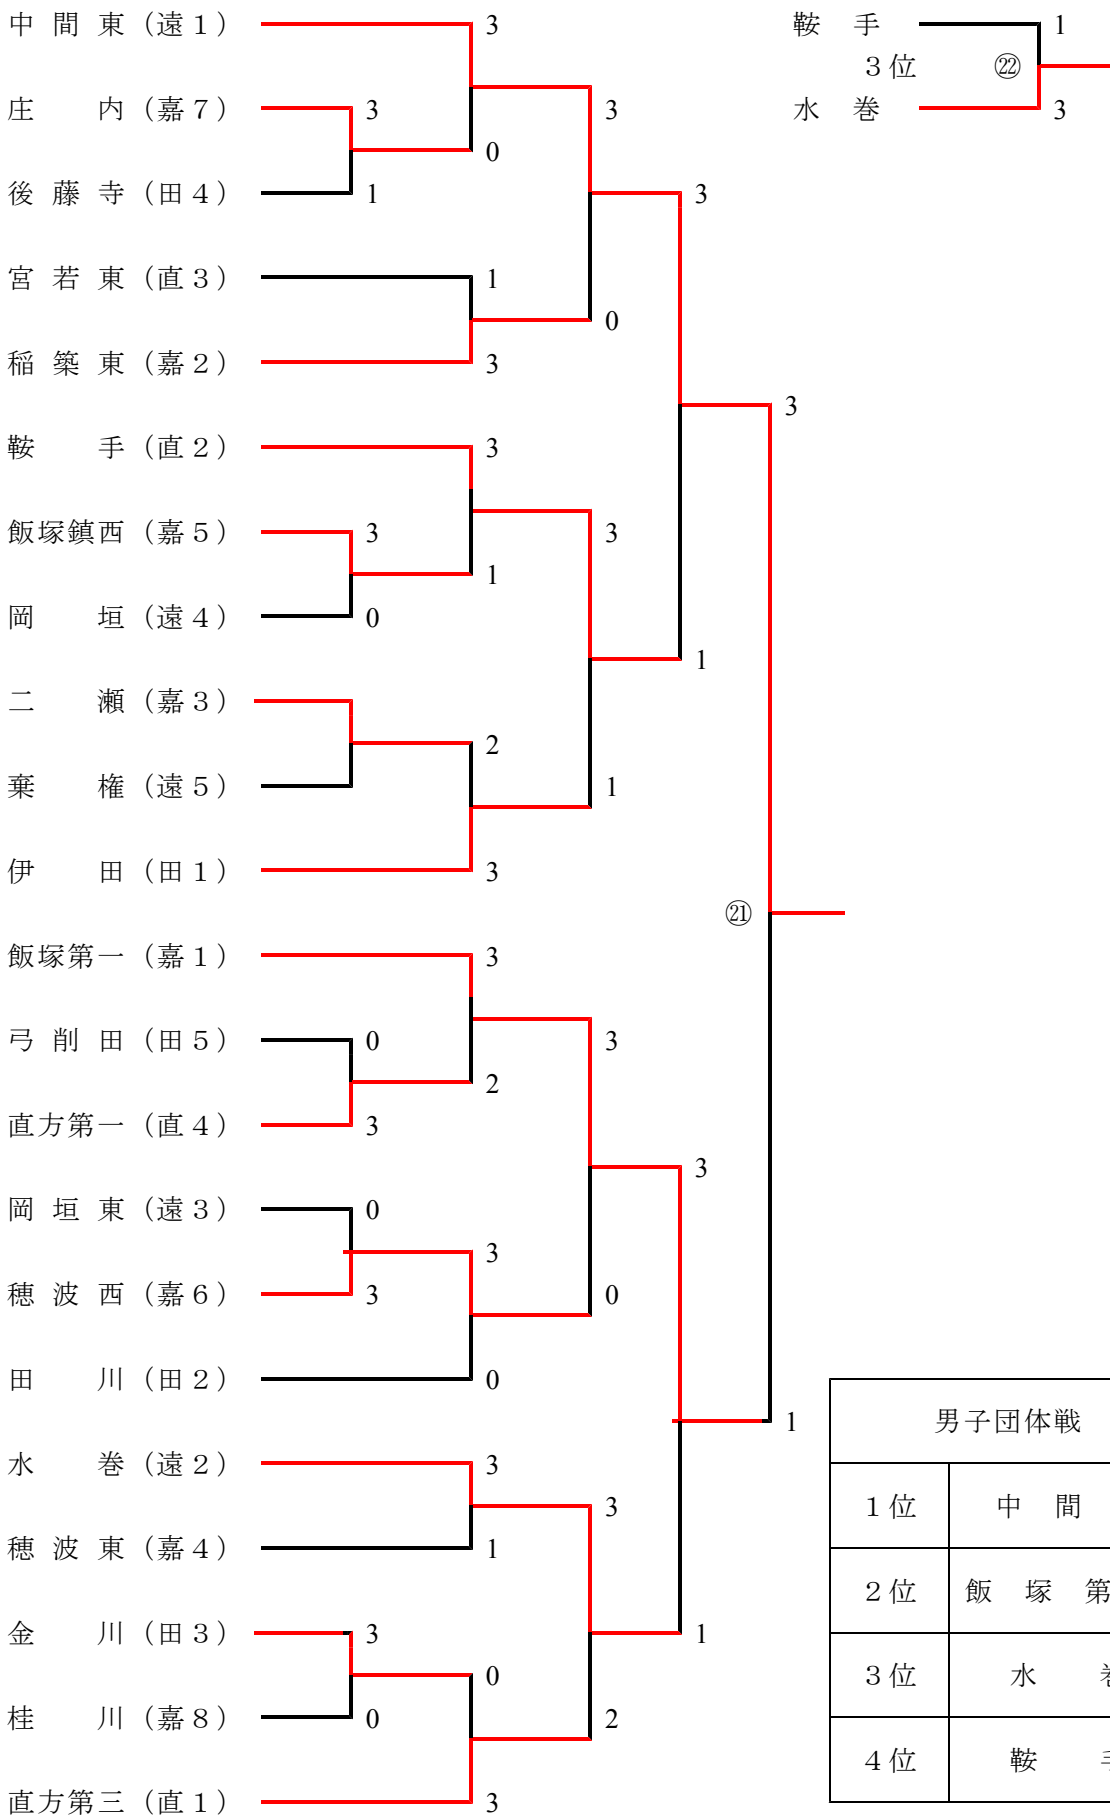 中間東（遠１） 3 鞍手 1
3
３位 ㉒
庄内（嘉７） 3 水巻 3
0
後藤寺（田４） 1 3
宮若東（直３） 1
0
稲築東（嘉２） 3
3
鞍手（直２） 3
飯塚鎮西（嘉５） 3 3
1
岡垣（遠４） 0
1
二瀬（嘉３）
2
棄権（遠５） 1
伊田（田１） 3
㉑
飯塚第一（嘉１） 3
弓削田（田５） 0 3
2
直方第一（直４） 3
3
岡垣東（遠３） 0
3
穂波西（嘉６） 3 0
田川（田２） 0
1 男子団体戦
水巻（遠２） 3
3 １位 中間
穂波東（嘉４） 1
２位 飯塚第
金川（田３） 3 1
0 ３位 水
桂川（嘉８） 0 2
４位 鞍
直方第三（直１） 3